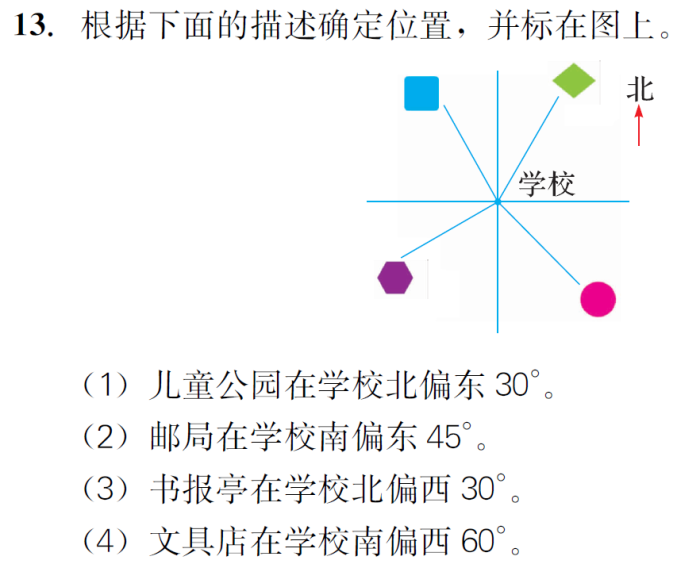 13. 根据下面的描述确定位置，并标在图上。
北
学校
（1）儿童公园在学校北偏东 30°。
（2）邮局在学校南偏东 45°。
（3）书报亭在学校北偏西 30°。
（4）文具店在学校南偏西 60°。